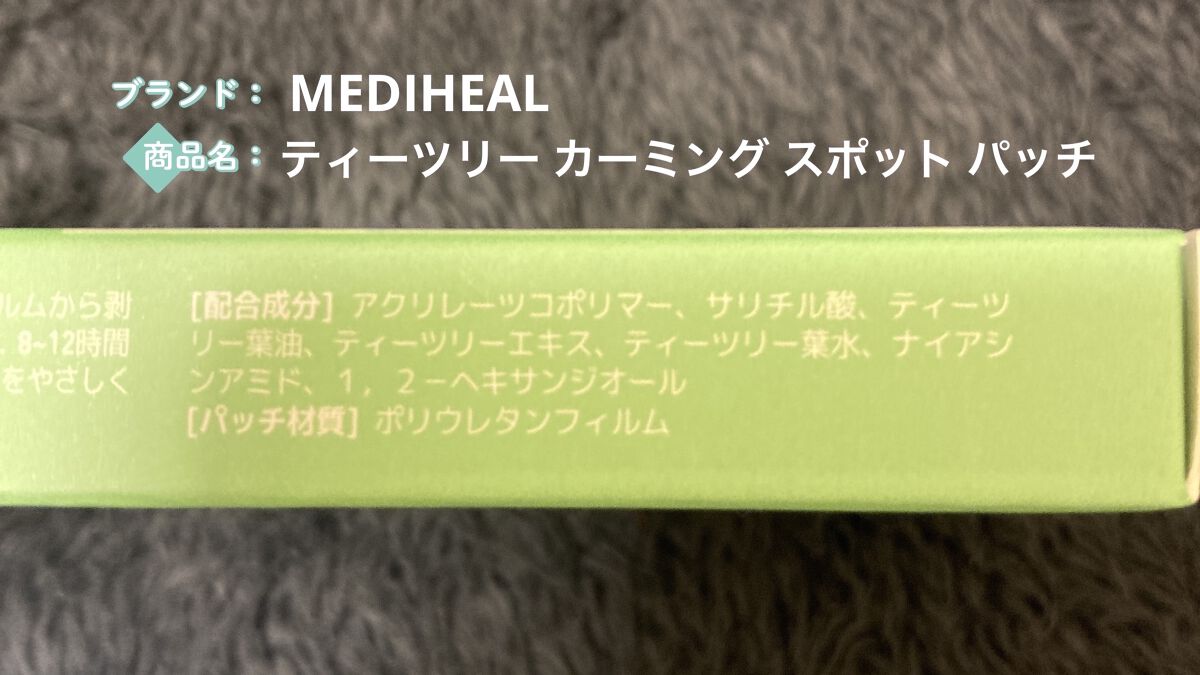 ブランド： MEDIHEAL
商品名： ティーツリー カーミング スポット パッチ
ルムから剥
. 8~12時間
をやさしく
[配合成分] アクリレーツコポリマー、サリチル酸、ティーツ
リー葉油、ティーツリーエキス、ティーツリー葉水、ナイアシ
ンアミド、１，２－ヘキサンジオール
[パッチ材質] ポリウレタンフィルム